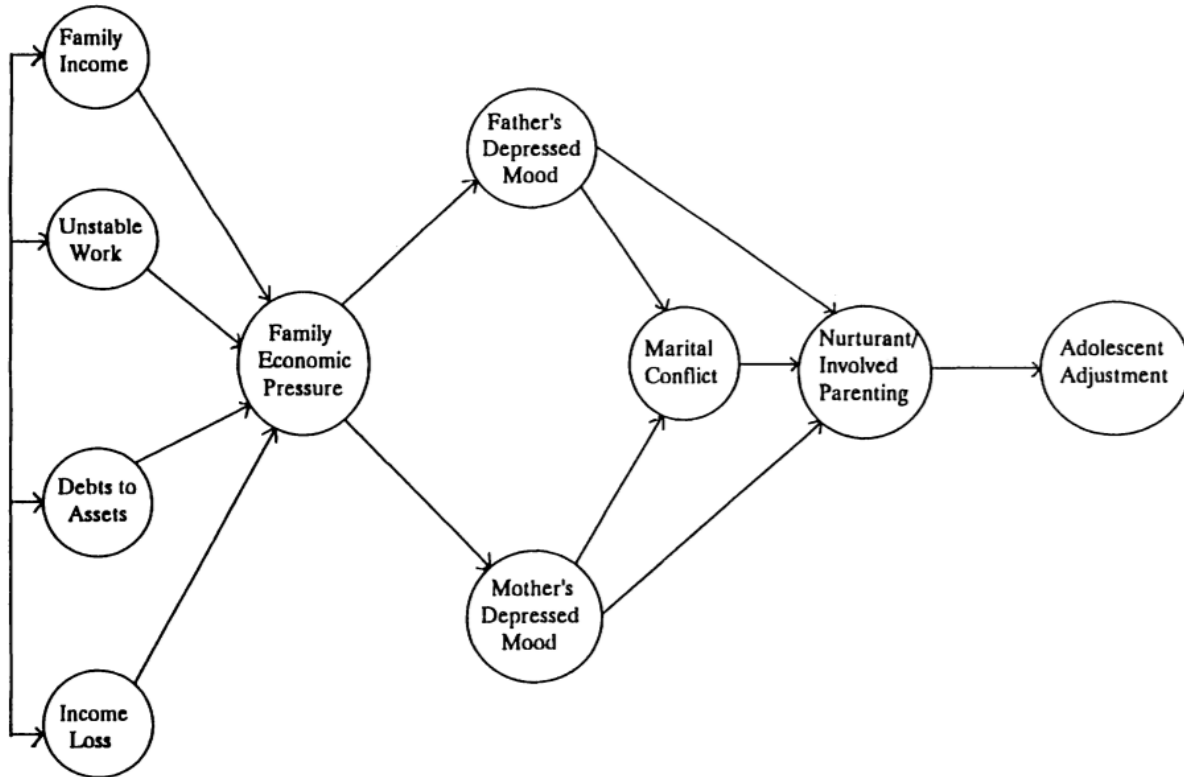 Family
Income
Unstable
Work
Debts to
Assets
Income
Loss
Family
Economic
Pressure
Father's
Depressed
Mood
Mother's
Depressed
Mood
Marital
Conflict
Nurturant/
Involved
Parenting
Adolescent
Adjustment